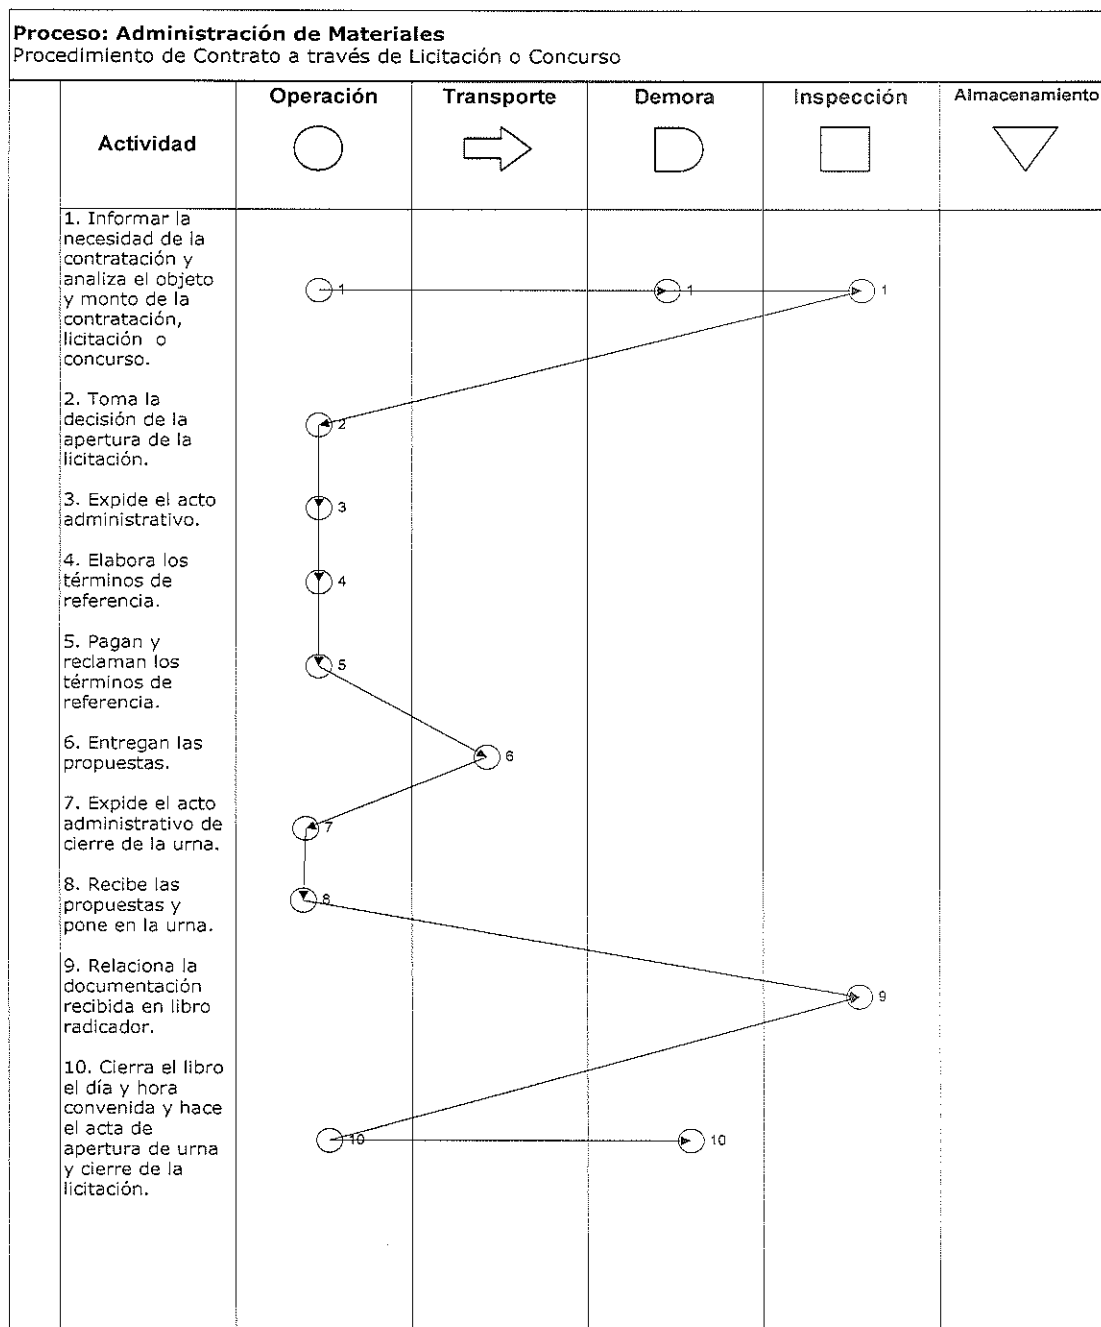 Proceso: Administración de Materiales
Procedimiento de Contrato a través de Licitación o Concurso
Actividad
Operación
Transporte
Demora
Inspección
Almacenamiento
1. Informar la
necesidad de la
contratación y
analiza el objeto
y monto de la
contratación,
licitación o
concurso.
1
1
1
2. Toma la
decisión de la
apertura de la
licitación.
2
3. Expide el acto
administrativo.
3
4. Elabora los
términos de
referencia.
4
5. Pagan y
reclaman los
términos de
referencia.
5
6. Entregan las
propuestas.
6
7. Expide el acto
administrativo de
cierre de la urna.
7
8. Recibe las
propuestas y
pone en la urna.
8
9. Relaciona la
documentación
recibida en libro
radicador.
9
10. Cierra el libro
el día y hora
convenida y hace
el acta de
apertura de urna
y cierre de la
licitación.
10
10